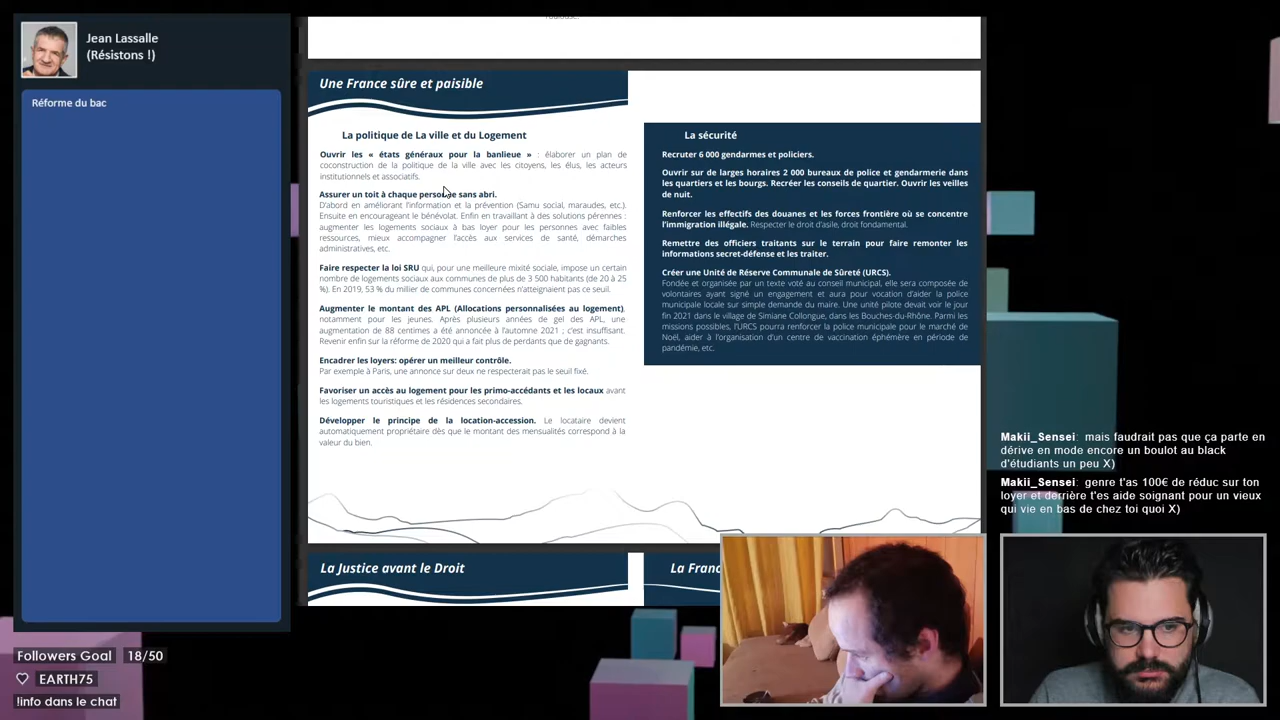 Jean Lassalle
(Résistons !)
Réforme du bac
Une France sûre et paisible
La politique de La ville et du Logement
Ouvrir les « états généraux pour la banlieue » : élaborer un plan de
coconstruction de la politique de la ville avec les citoyens, les élus, les acteurs
institutionnels et associatifs.
Assurer un toit à chaque personne sans abri.
D'abord en améliorant l'information et la prévention (Samu social, maraudes, etc.).
Ensuite en encourageant le bénévolat. Enfin en travaillant à des solutions pérennes :
augmenter les logements sociaux à bas loyer pour les personnes avec faibles
ressources, mieux accompagner l'accès aux services de santé, démarches
administratives, etc.
Faire respecter la loi SRU qui, pour une meilleure mixité sociale, impose un certain
nombre de logements sociaux aux communes de plus de 3 500 habitants (de 20 à 25
%). En 2019, 53 % du millier de communes concernées n'atteignaient pas ce seuil.
Augmenter le montant des APL (Allocations personnalisées au logement),
notamment pour les jeunes. Après plusieurs années de gel des APL, une
augmentation de 88 centimes a été annoncée à l'automne 2021 ; c'est insuffisant.
Revenir enfin sur la réforme de 2020 qui a fait plus de perdants que de gagnants.
Encadrer les loyers: opérer un meilleur contrôle.
Par exemple à Paris, une annonce sur deux ne respecterait pas le seuil fixé.
Favoriser un accès au logement pour les primo-accédants et les locaux avant
les logements touristiques et les résidences secondaires.
Développer le principe de la location-accession. Le locataire devient
automatiquement propriétaire dès que le montant des mensualités correspond à la
valeur du bien.
La sécurité
Recruter 6 000 gendarmes et policiers.
Ouvrir sur de larges horaires 2 000 bureaux de police et gendarmerie dans
les quartiers et les bourgs. Recréer les conseils de quartier. Ouvrir les veilles
de nuit.
Renforcer les effectifs des douanes et les forces frontière où se concentre
l'immigration illégale. Respecter le droit d'asile, droit fondamental.
Remettre des officiers traitants sur le terrain pour faire remonter les
informations secret-défense et les traiter.
Créer une Unité de Réserve Communale de Sûreté (URCS).
Fondée et organisée par un texte voté au conseil municipal, elle sera composée de
volontaires ayant signé un engagement et aura pour vocation d'aider la police
municipale locale sur simple demande du maire. Une unité pilote devait voir le jour
fin 2021 dans le village de Simiane Collongue, dans les Bouches-du-Rhône. Parmi les
missions possibles, l'URCS pourra renforcer la police municipale pour le marché de
Noël, aider à l'organisation d'un centre de vaccination éphémère en période de
pandémie, etc.
La Justice avant le Droit
La Franc
Makii_Sensei: mais faudrait pas que ça parte en
dérive en mode encore un boulot au black
d'étudiants un peu X)
Makii_Sensei: genre t'as 100€ de réduc sur ton
loyer et derrière t'es aide soignant pour un vieux
qui vie en bas de chez toi quoi X)
Followers Goal 18/50
EARTH75
!info dans le chat